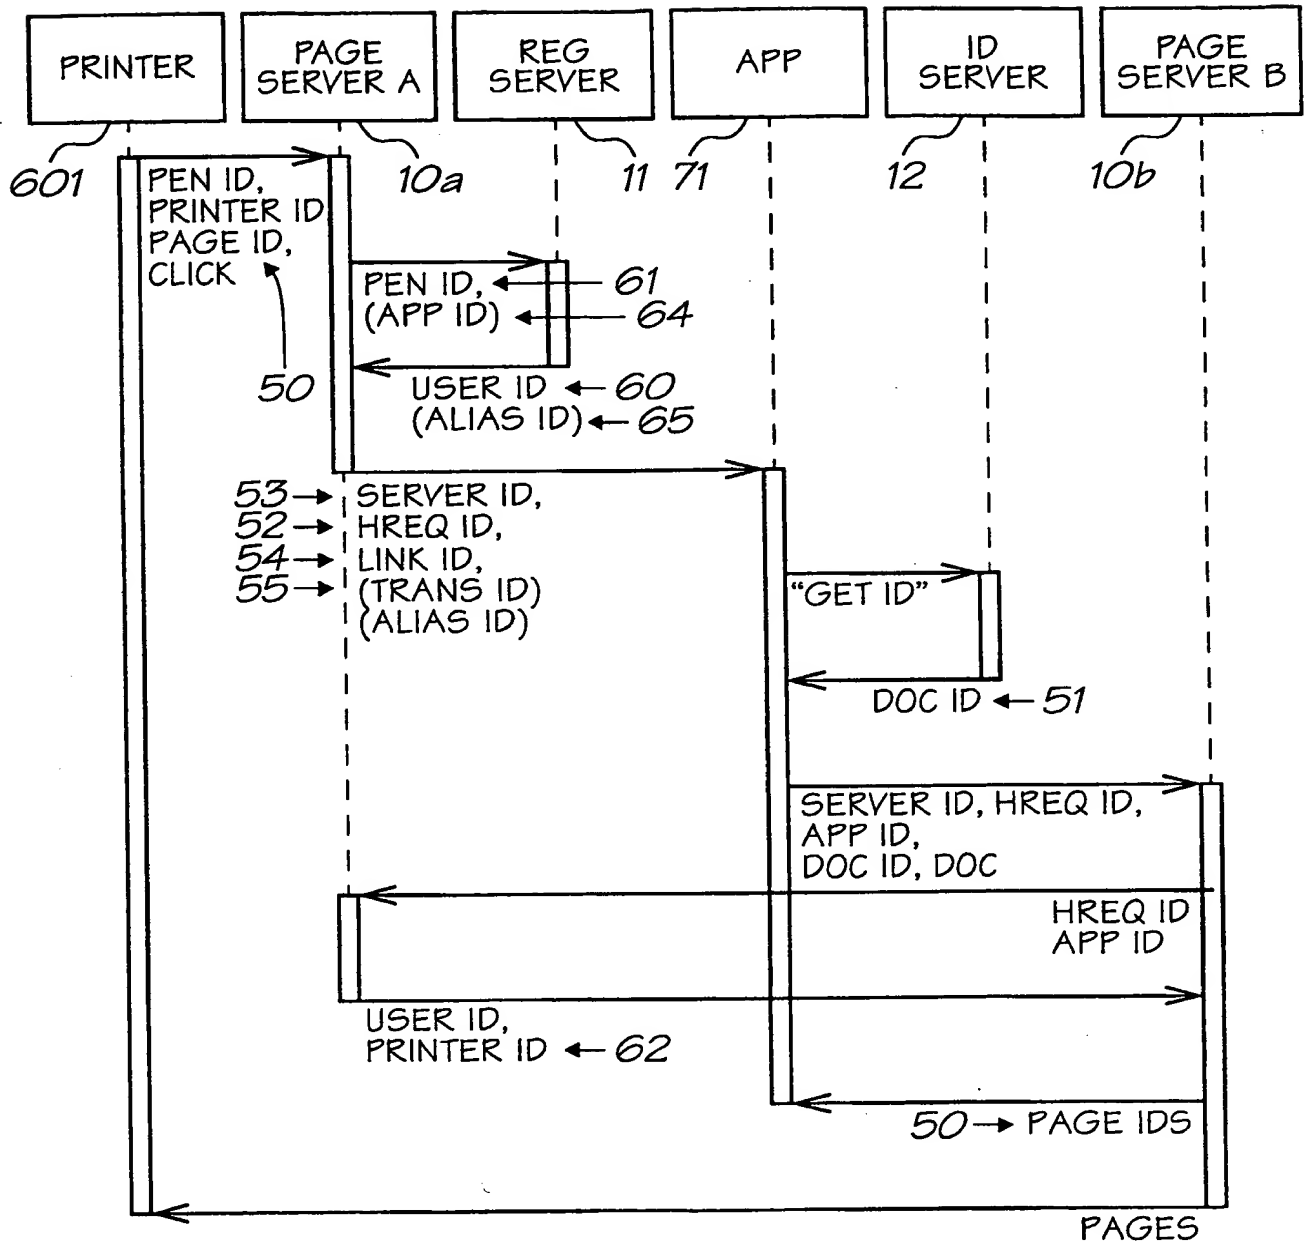 PRINTER
PAGE
SERVER A
REG
SERVER
APP
ID
SERVER
PAGE
SERVER B
601
10a
11
71
12
10b
PEN ID,
PRINTER ID
PAGE ID,
CLICK
50
PEN ID, 61
(APP ID) 64
USER ID 60
(ALIAS ID) 65
53 SERVER ID,
52 HREQ ID,
54 LINK ID,
55 (TRANS ID)
(ALIAS ID)
"GET ID"
DOC ID 51
SERVER ID, HREQ ID,
APP ID,
DOC ID, DOC
HREQ ID
APP ID
USER ID,
PRINTER ID 62
50 PAGE IDS
PAGES